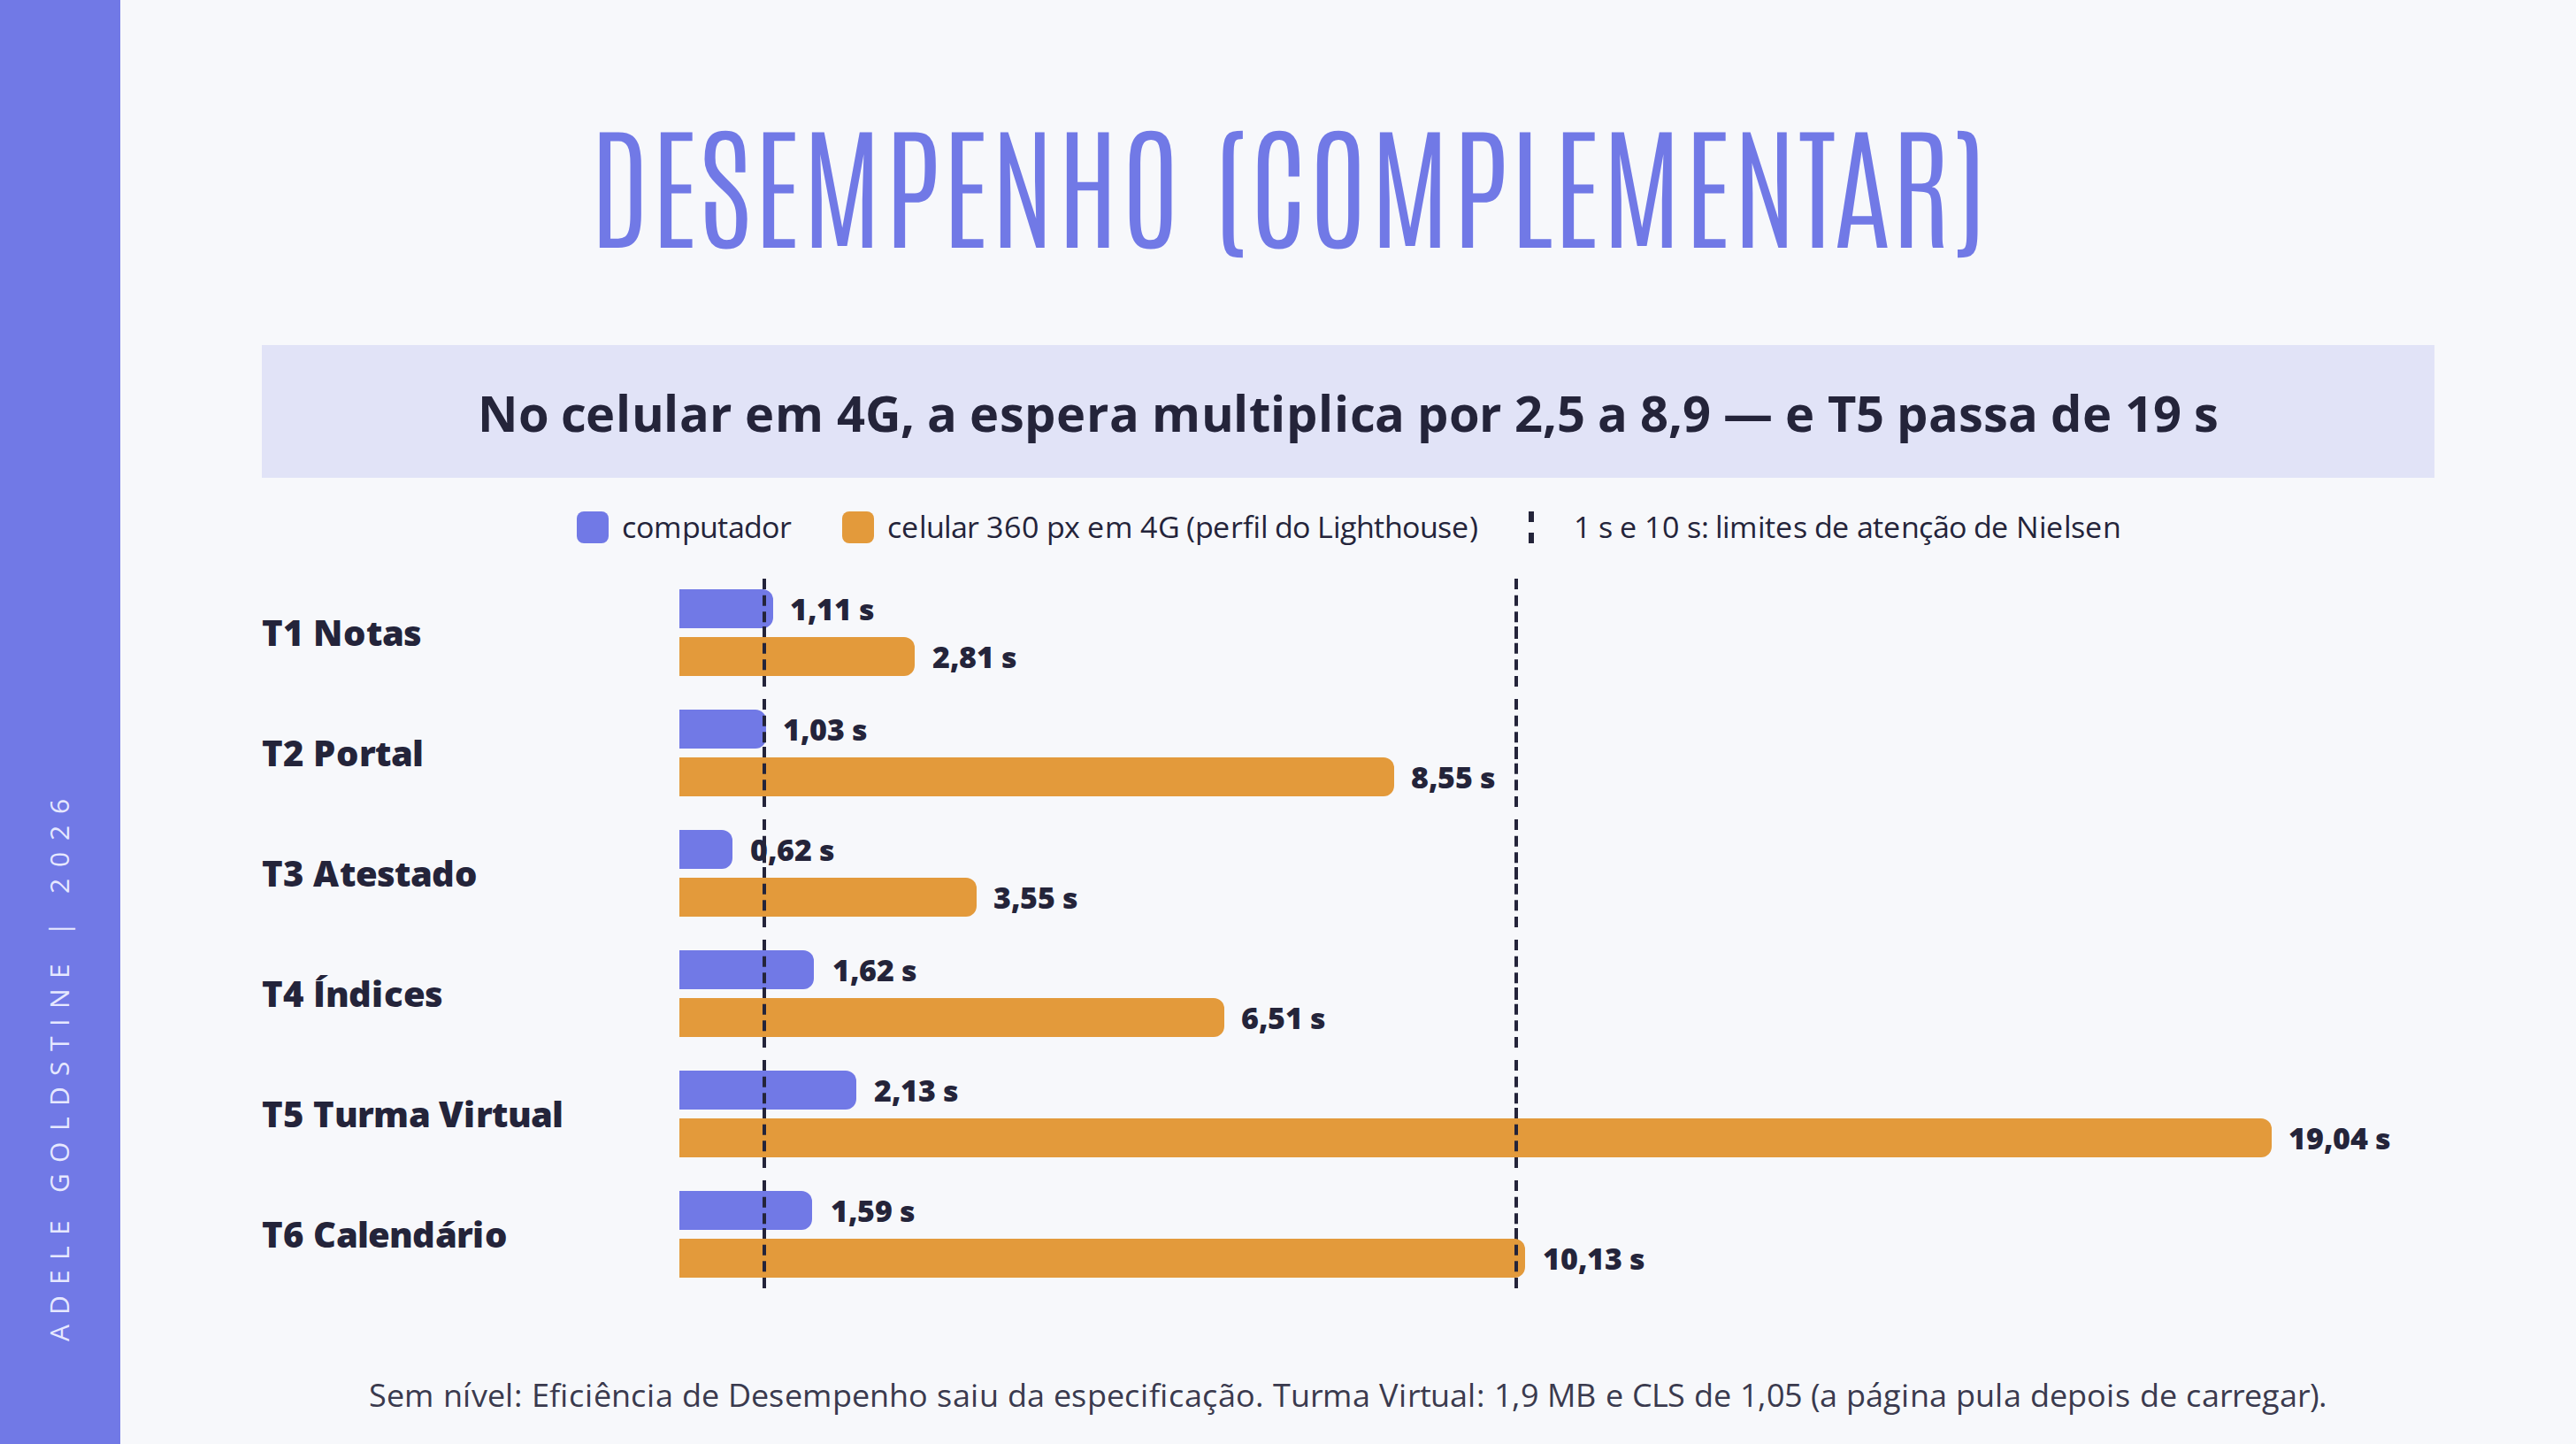 DESEMPENHO (COMPLEMENTAR)
No celular em 4G, a espera multiplica por 2,5 a 8,9 — e T5 passa de 19 s
computador
celular 360 px em 4G (perfil do Lighthouse)
1 s e 10 s: limites de atenção de Nielsen
T1 Notas
1,11 s
2,81 s
T2 Portal
1,03 s
8,55 s
T3 Atestado
0,62 s
3,55 s
T4 Índices
1,62 s
6,51 s
T5 Turma Virtual
2,13 s
19,04 s
T6 Calendário
1,59 s
10,13 s
Sem nível: Eficiência de Desempenho saiu da especificação. Turma Virtual: 1,9 MB e CLS de 1,05 (a página pula depois de carregar).
ADELE GOLDSTINE | 2026